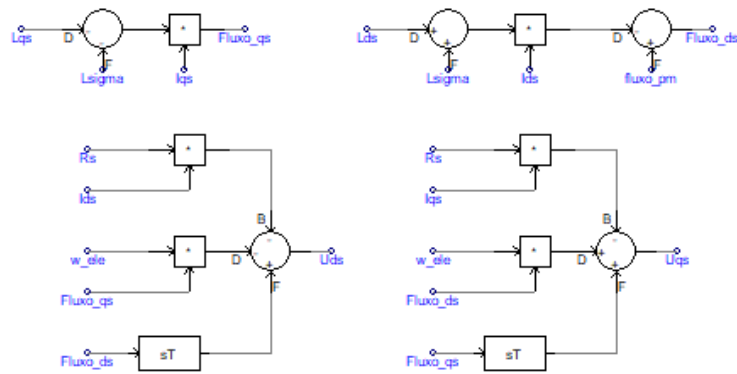 Lqs D - - F Lsigma * Iqs Fluxo_qs
Lds D + + F Lsigma * Ids D - + F fluxo_pm Fluxo_ds
Rs * Ids
B
w_ele * D - - + Uds
Fluxo_qs F
Fluxo_ds sT
Rs * Iqs
B
w_ele * D + - + Uqs
Fluxo_ds F
Fluxo_qs sT